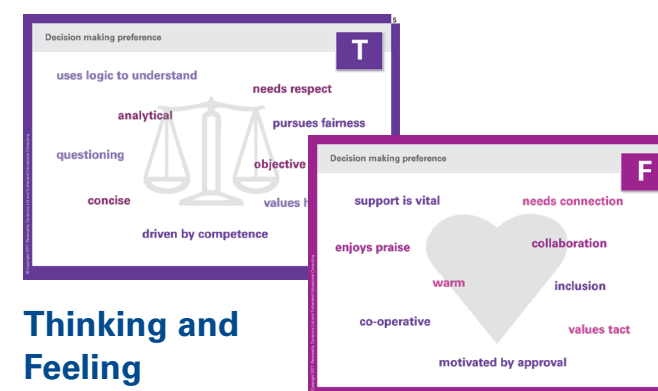 s
Decision making preference
T
uses logic to understand
needs respect
analytical
pursues fairness
questioning
objective
concise
values
driven by competence
Decision making preference
F
support is vital
needs connection
enjoys praise
collaboration
warm
inclusion
co-operative
values tact
motivated by approval
Thinking and
Feeling